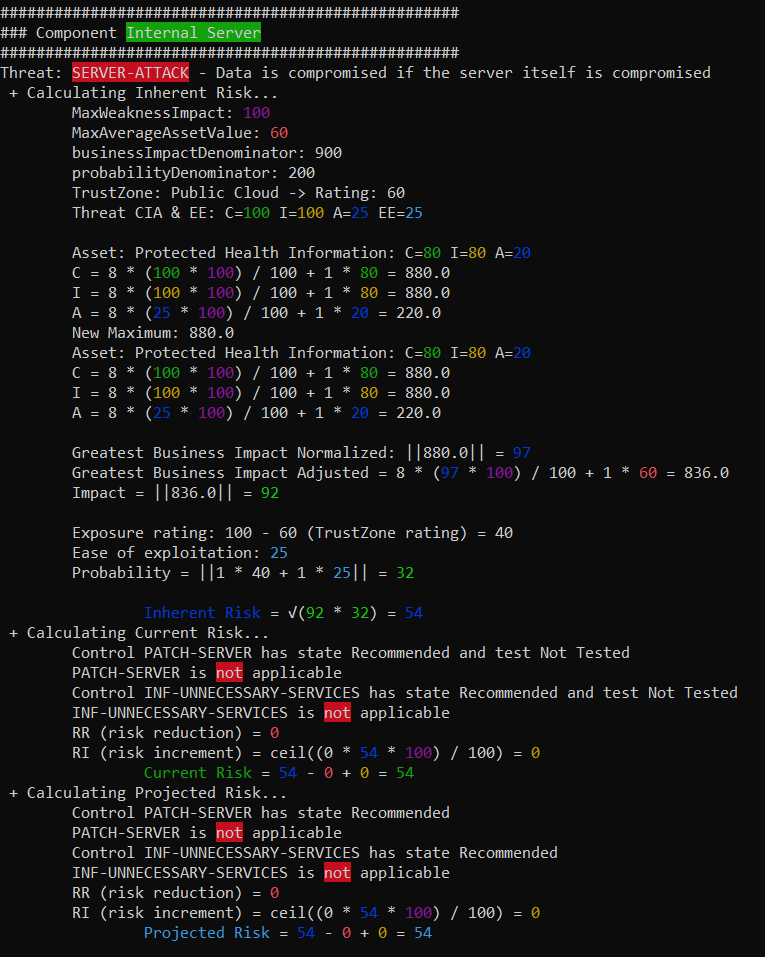 ###################################################
### Component Internal Server
###################################################
Threat: SERVER-ATTACK - Data is compromised if the server itself is compromised
+ Calculating Inherent Risk...
MaxWeaknessImpact: 100
MaxAverageAssetValue: 60
businessImpactDenominator: 900
probabilityDenominator: 200
TrustZone: Public Cloud -> Rating: 60
Threat CIA & EE: C=100 I=100 A=25 EE=25
Asset: Protected Health Information: C=80 I=80 A=20
C = 8 * (100 * 100) / 100 + 1 * 80 = 880.0
I = 8 * (100 * 100) / 100 + 1 * 80 = 880.0
A = 8 * (25 * 100) / 100 + 1 * 20 = 220.0
New Maximum: 880.0
Asset: Protected Health Information: C=80 I=80 A=20
C = 8 * (100 * 100) / 100 + 1 * 80 = 880.0
I = 8 * (100 * 100) / 100 + 1 * 80 = 880.0
A = 8 * (25 * 100) / 100 + 1 * 20 = 220.0
Greatest Business Impact Normalized: ||880.0|| = 97
Greatest Business Impact Adjusted = 8 * (97 * 100) / 100 + 1 * 60 = 836.0
Impact = ||836.0|| = 92
Exposure rating: 100 - 60 (TrustZone rating) = 40
Ease of exploitation: 25
Probability = ||1 * 40 + 1 * 25|| = 32
Inherent Risk = √(92 * 32) = 54
+ Calculating Current Risk...
Control PATCH-SERVER has state Recommended and test Not Tested
PATCH-SERVER is not applicable
Control INF-UNNECESSARY-SERVICES has state Recommended and test Not Tested
INF-UNNECESSARY-SERVICES is not applicable
RR (risk reduction) = 0
RI (risk increment) = ceil((0 * 54 * 100) / 100) = 0
Current Risk = 54 - 0 + 0 = 54
+ Calculating Projected Risk...
Control PATCH-SERVER has state Recommended
PATCH-SERVER is not applicable
Control INF-UNNECESSARY-SERVICES has state Recommended
INF-UNNECESSARY-SERVICES is not applicable
RR (risk reduction) = 0
RI (risk increment) = ceil((0 * 54 * 100) / 100) = 0
Projected Risk = 54 - 0 + 0 = 54